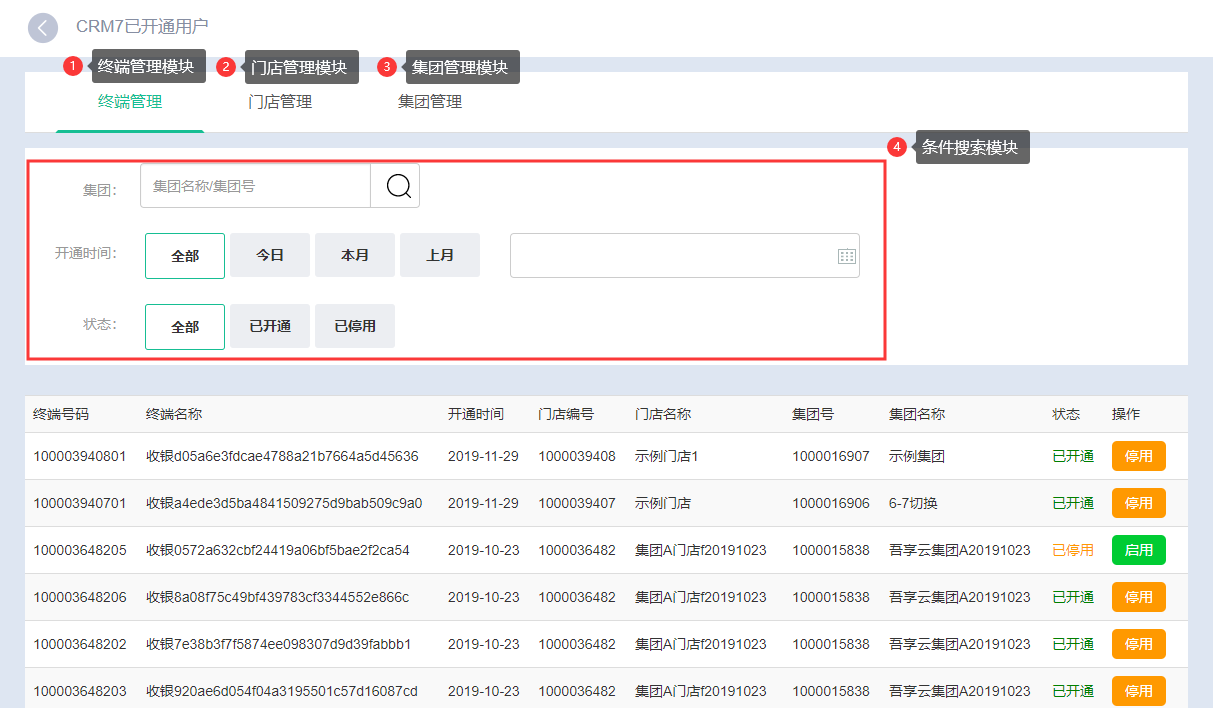 CRM7已开通用户
1 终端管理模块 2 门店管理模块 3 集团管理模块
终端管理 门店管理 集团管理
4 条件搜索模块
集团: 集团名称/集团号
开通时间: 全部 今日 本月 上月
状态: 全部 已开通 已停用
终端号码 终端名称 开通时间 门店编号 门店名称 集团号 集团名称 状态 操作
100003940801 收银d05a6e3fdcae4788a21b7664a5d45636 2019-11-29 1000039408 示例门店1 1000016907 示例集团 已开通 停用
100003940701 收银a4ede3d5ba4841509275d9bab509c9a0 2019-11-29 1000039407 示例门店 1000016906 6-7切换 已开通 停用
100003648205 收银0572a632cbf24419a06bf5bae2f2ca54 2019-10-23 1000036482 集团A门店f20191023 1000015838 吾享云集团A20191023 已停用 启用
100003648206 收银8a08f75c49bf439783cf3344552e866c 2019-10-23 1000036482 集团A门店f20191023 1000015838 吾享云集团A20191023 已开通 停用
100003648202 收银7e38b3f7f5874ee098307d9d39fabbb1 2019-10-23 1000036482 集团A门店f20191023 1000015838 吾享云集团A20191023 已开通 停用
100003648203 收银920ae6d054f04a3195501c57d16087cd 2019-10-23 1000036482 集团A门店f20191023 1000015838 吾享云集团A20191023 已开通 停用